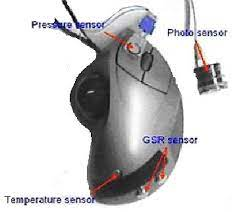 Pressure sensor
Photo sensor
GSR sensor
Temperature sensor